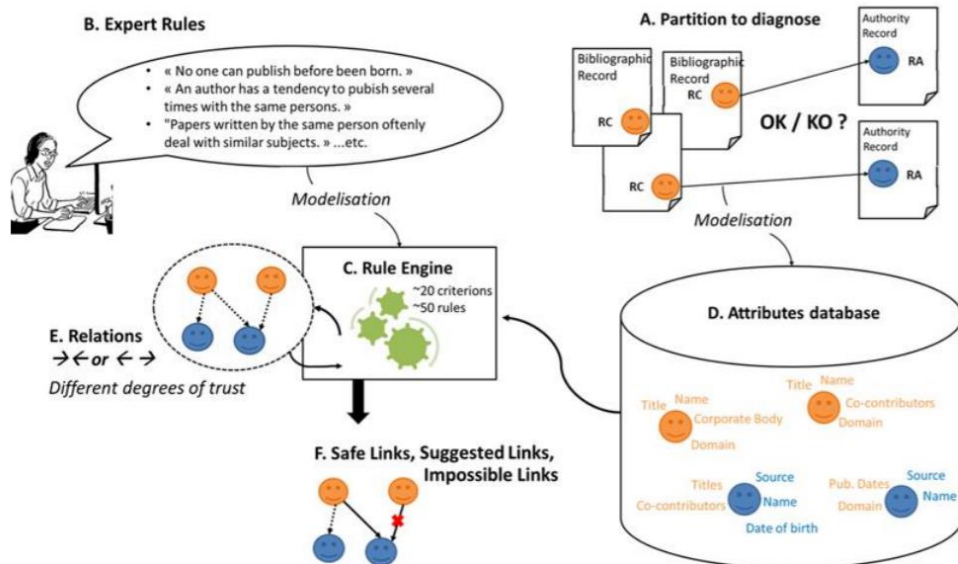 B. Expert Rules
• « No one can publish before been born. »
• « An author has a tendency to pubish several
times with the same persons. »
• "Papers written by the same person oftenly
deal with similar subjects. » ...etc.
Modelisation
A. Partition to diagnose
Bibliographic
Record
RC
Bibliographic
Record
RC
RC
Authority
Record
RA
OK / KO ?
Authority
Record
RA
Modelisation
C. Rule Engine
~20 criterions
~50 rules
E. Relations
→← or ← →
Different degrees of trust
D. Attributes database
Title Name
Corporate Body
Domain
Title Name
Co-contributors
Domain
Titles Source
Co-contributors Name
Date of birth
Pub. Dates Source
Domain Name
F. Safe Links, Suggested Links,
Impossible Links